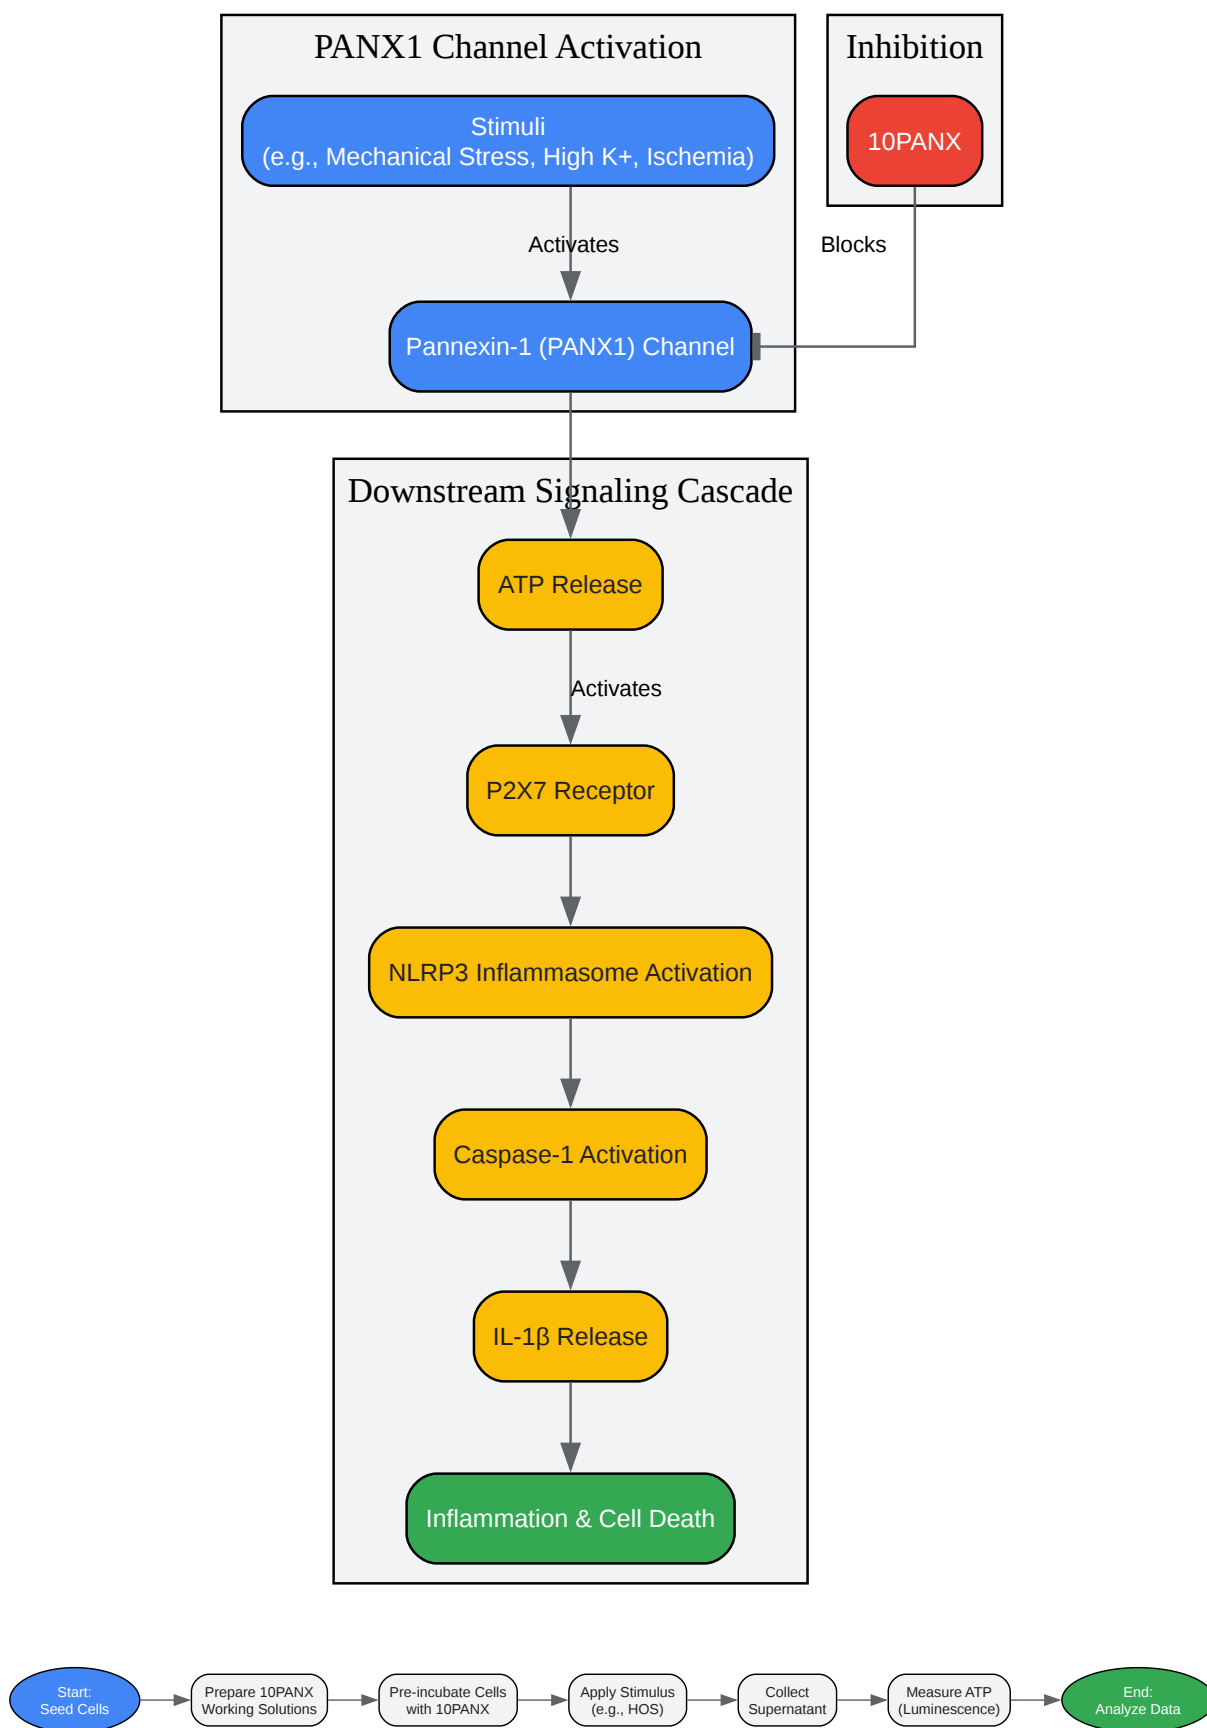 PANX1 Channel Activation
Inhibition
Stimuli
(e.g., Mechanical Stress, High K+, Ischemia)
10PANX
Activates
Blocks
Pannexin-1 (PANX1) Channel
Downstream Signaling Cascade
ATP Release
Activates
P2X7 Receptor
NLRP3 Inflammasome Activation
Caspase-1 Activation
IL-1β Release
Inflammation & Cell Death
Start:
Seed Cells
Prepare 10PANX
Working Solutions
Pre-incubate Cells
with 10PANX
Apply Stimulus
(e.g., HOS)
Collect
Supernatant
Measure ATP
(Luminescence)
End:
Analyze Data